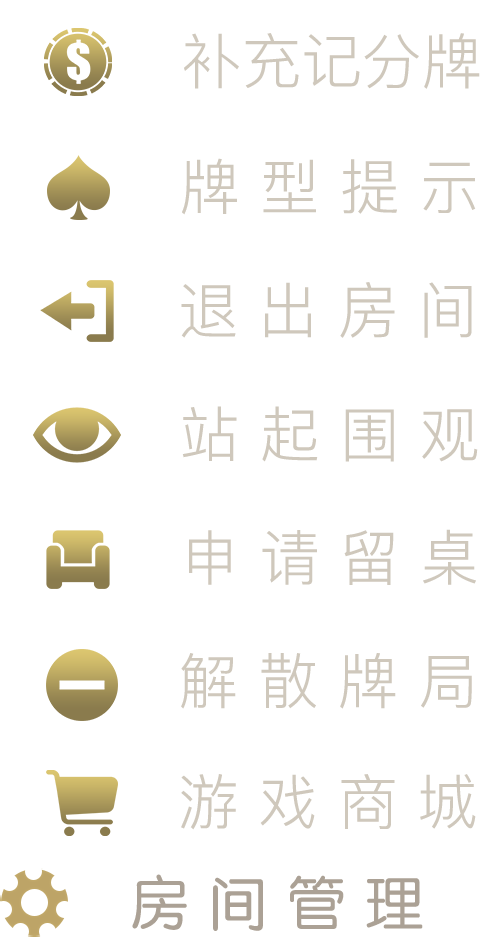 补充记分牌
牌型提示
退出房间
站起围观
申请留桌
解散牌局
游戏商城
房间管理